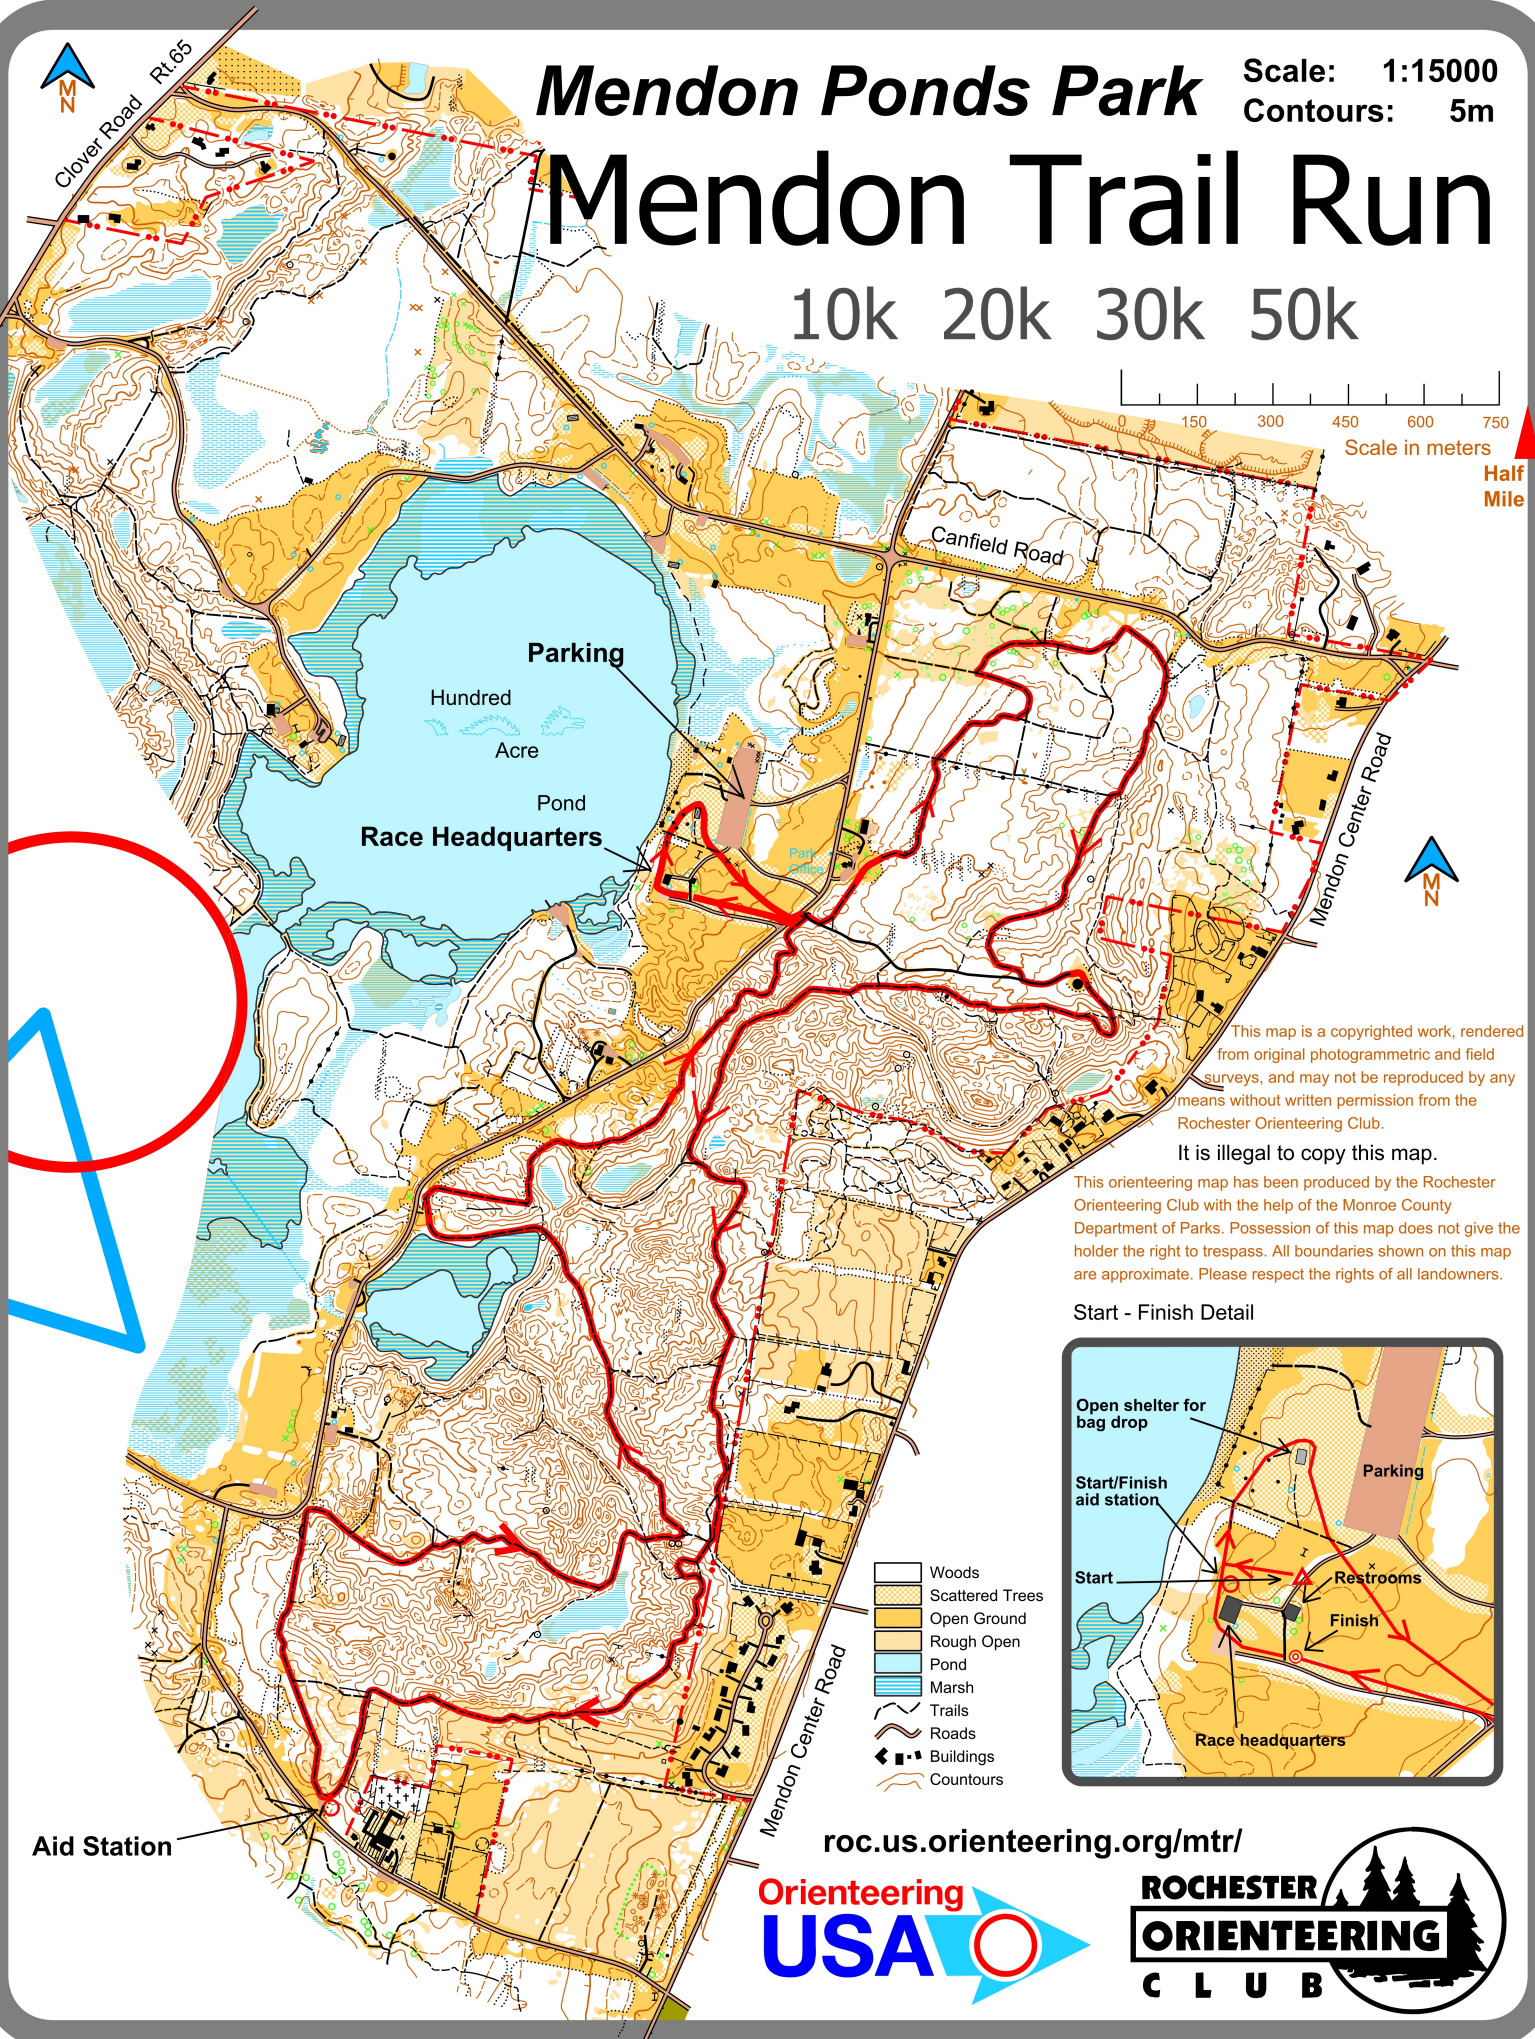 Rt.65
Clover Road
M
N
Mendon Ponds Park
Scale: 1:15000
Contours: 5m
Mendon Trail Run
10k 20k 30k 50k
0 150 300 450 600 750
Scale in meters
Half
Mile
Canfield Road
Parking
Hundred
Acre
Pond
Race Headquarters
Park
Office
Mendon Center Road
M
N
This map is a copyrighted work, rendered
from original photogrammetric and field
surveys, and may not be reproduced by any
means without written permission from the
Rochester Orienteering Club.
It is illegal to copy this map.
This orienteering map has been produced by the Rochester
Orienteering Club with the help of the Monroe County
Department of Parks. Possession of this map does not give the
holder the right to trespass. All boundaries shown on this map
are approximate. Please respect the rights of all landowners.
Start - Finish Detail
Open shelter for
bag drop
Parking
Start/Finish
aid station
Start
Restrooms
Finish
Race headquarters
Woods
Scattered Trees
Open Ground
Rough Open
Pond
Marsh
Trails
Roads
Buildings
Countours
Mendon Center Road
Aid Station
roc.us.orienteering.org/mtr/
Orienteering
USA
ROCHESTER
ORIENTEERING
CLUB